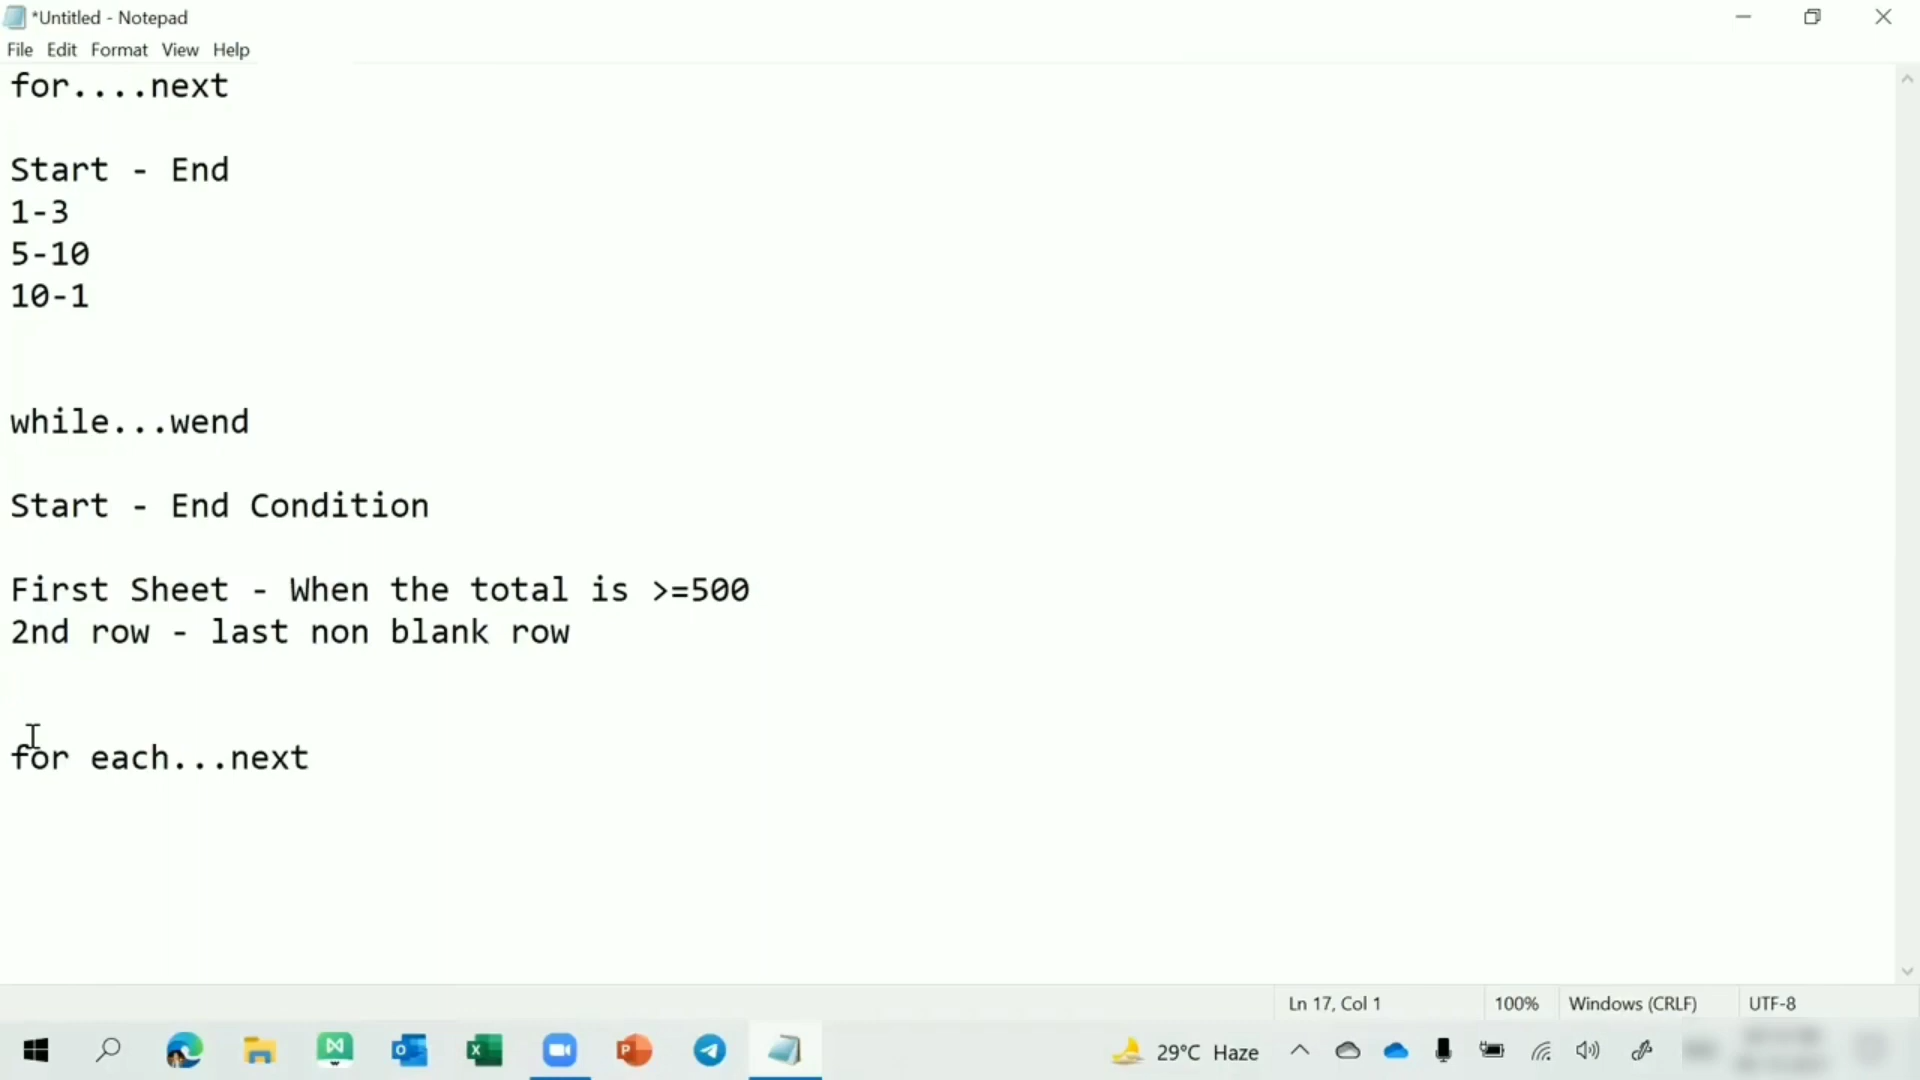 *Untitled - Notepad
File Edit Format View Help
for....next
Start - End
1-3
5-10
10-1
while...wend
Start - End Condition
First Sheet - When the total is >=500
2nd row - last non blank row
for each...next
Ln 17, Col 1
100%
Windows (CRLF)
UTF-8
29°C Haze